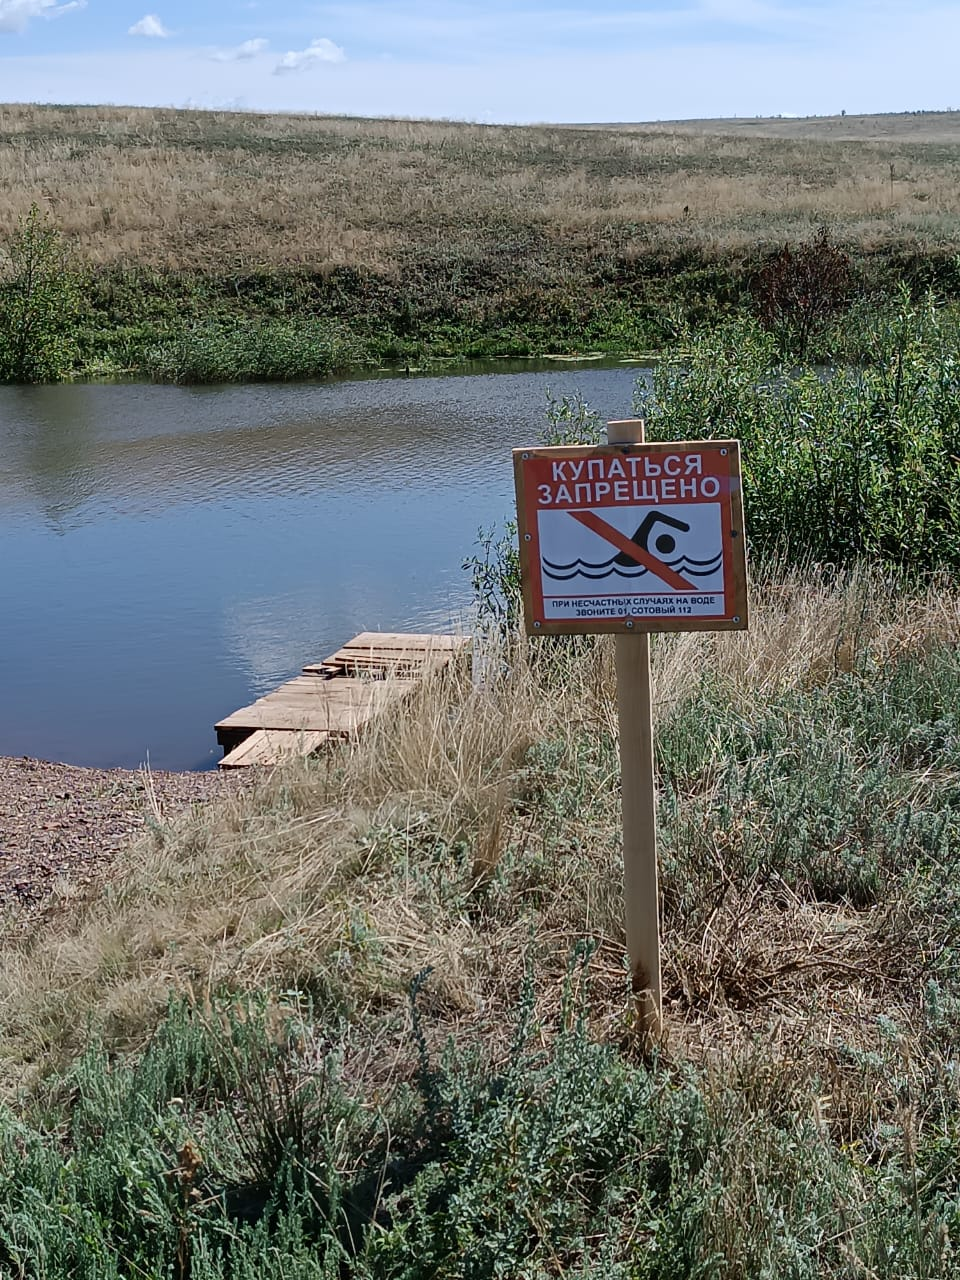 КУПАТЬСЯ
ЗАПРЕЩЕНО
ПРИ НЕСЧАСТНЫХ СЛУЧАЯХ НА ВОДЕ
ЗВОНИТЕ 01, СОТОВЫЙ 112